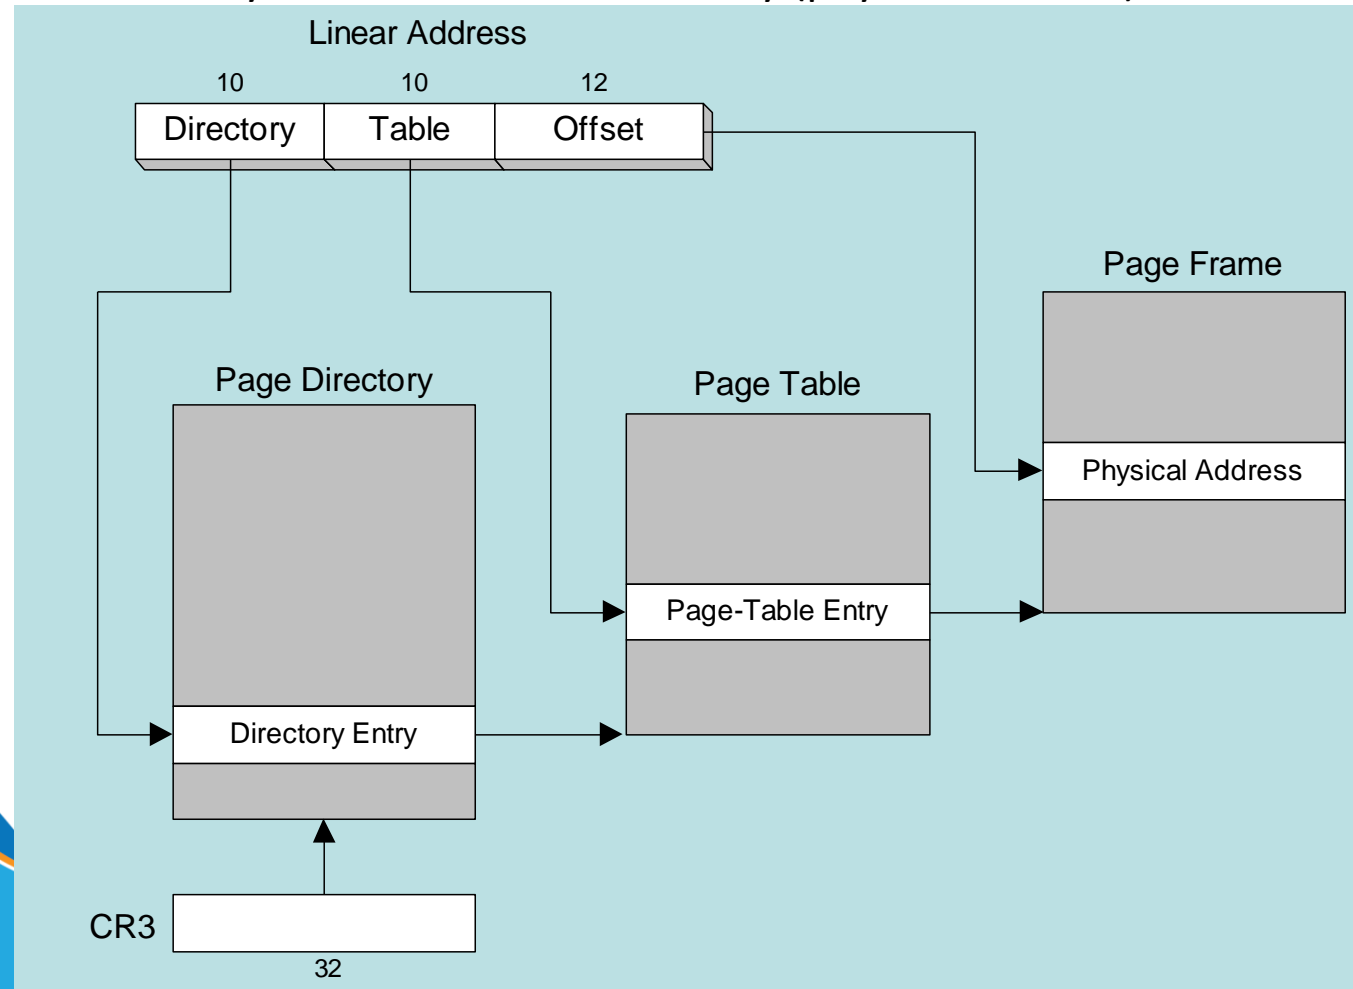 Linear Address
10 10 12
Directory Table Offset
Page Frame
Page Directory
Page Table
Physical Address
Page-Table Entry
Directory Entry
CR3
32